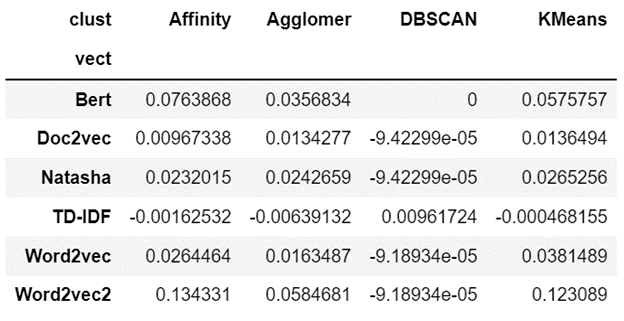 clust Affinity Agglomer DBSCAN KMeans
vect
Bert 0.0763868 0.0356834 0 0.0575757
Doc2vec 0.00967338 0.0134277 -9.42299e-05 0.0136494
Natasha 0.0232015 0.0242659 -9.42299e-05 0.0265256
TD-IDF -0.00162532 -0.00639132 0.00961724 -0.000468155
Word2vec 0.0264464 0.0163487 -9.18934e-05 0.0381489
Word2vec2 0.134331 0.0584681 -9.18934e-05 0.123089